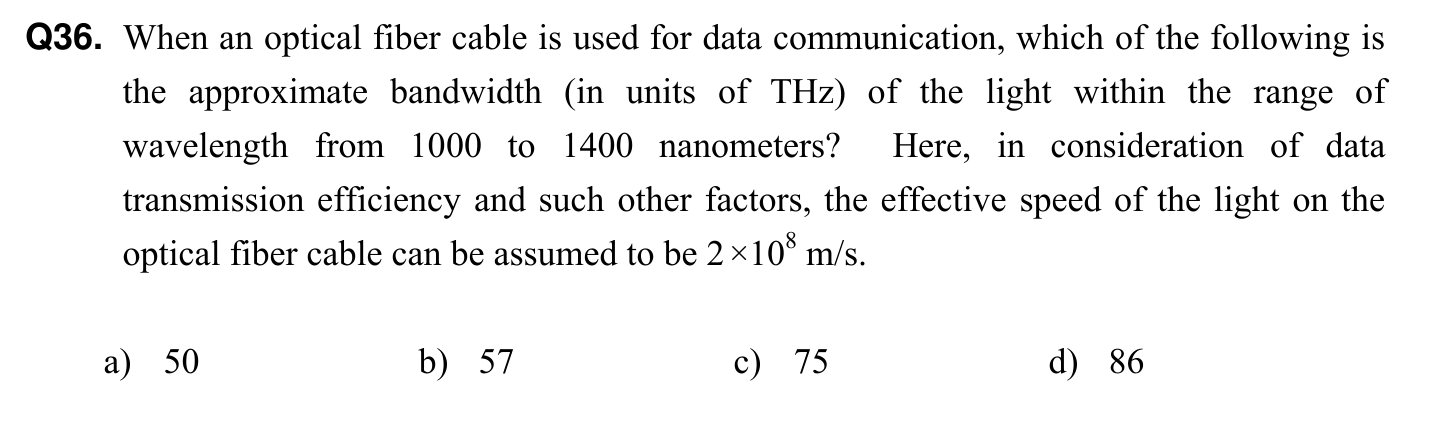 Q36. When an optical fiber cable is used for data communication, which of the following is
the approximate bandwidth (in units of THz) of the light within the range of
wavelength from 1000 to 1400 nanometers? Here, in consideration of data
transmission efficiency and such other factors, the effective speed of the light on the
optical fiber cable can be assumed to be 2×10⁸ m/s.
a) 50 b) 57 c) 75 d) 86